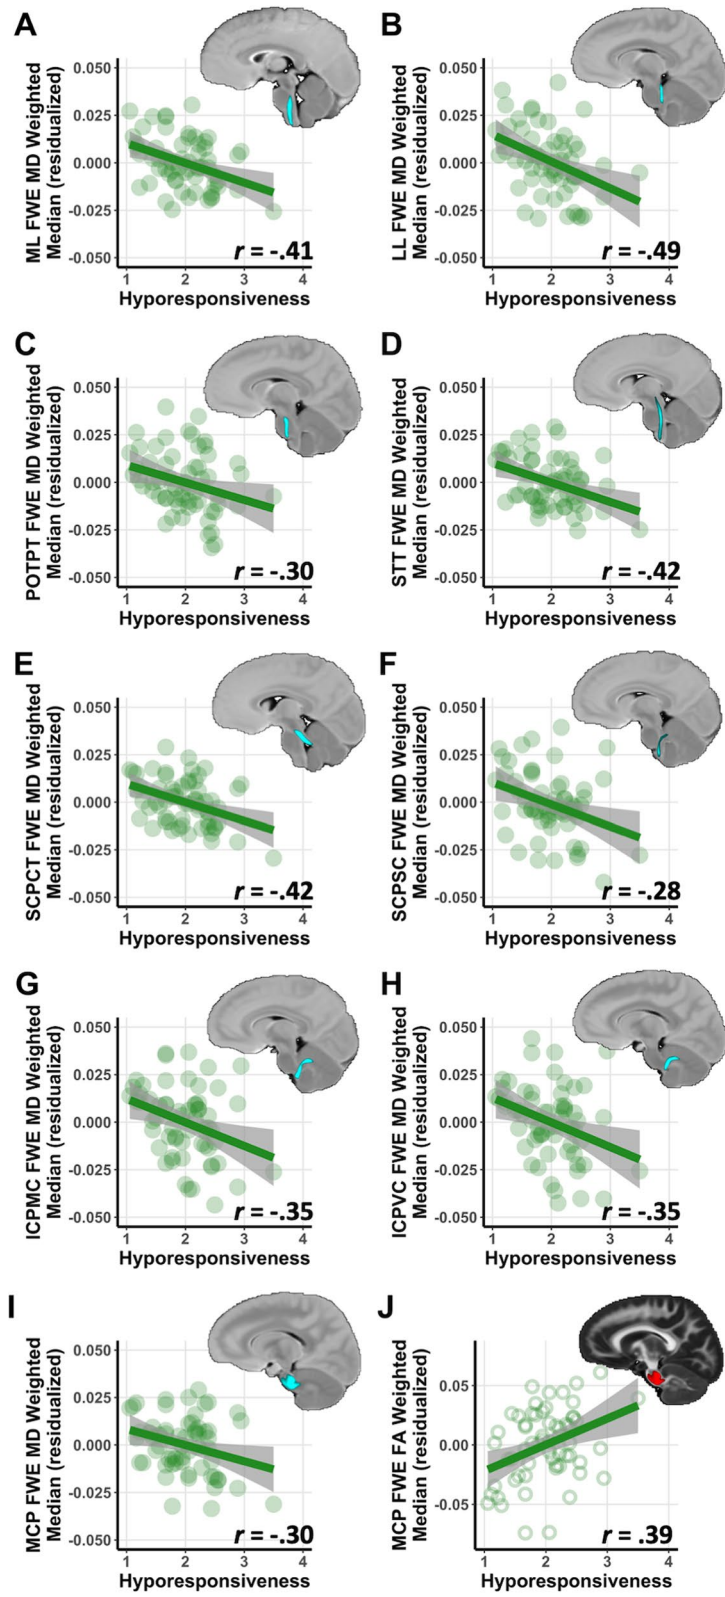 A
ML FWE MD Weighted
Median (residualized)
0.050
0.025
0.000
-0.025
-0.050
r = -.41
1 2 3 4
Hyporesponsiveness
B
LL FWE MD Weighted
Median (residualized)
0.050
0.025
0.000
-0.025
-0.050
r = -.49
1 2 3 4
Hyporesponsiveness
C
POTPT FWE MD Weighted
Median (residualized)
0.050
0.025
0.000
-0.025
-0.050
r = -.30
1 2 3 4
Hyporesponsiveness
D
STT FWE MD Weighted
Median (residualized)
0.050
0.025
0.000
-0.025
-0.050
r = -.42
1 2 3 4
Hyporesponsiveness
E
SCPCT FWE MD Weighted
Median (residualized)
0.050
0.025
0.000
-0.025
-0.050
r = -.42
1 2 3 4
Hyporesponsiveness
F
SCPSC FWE MD Weighted
Median (residualized)
0.050
0.025
0.000
-0.025
-0.050
r = -.28
1 2 3 4
Hyporesponsiveness
G
ICPMC FWE MD Weighted
Median (residualized)
0.050
0.025
0.000
-0.025
-0.050
r = -.35
1 2 3 4
Hyporesponsiveness
H
ICPVC FWE MD Weighted
Median (residualized)
0.050
0.025
0.000
-0.025
-0.050
r = -.35
1 2 3 4
Hyporesponsiveness
I
MCP FWE MD Weighted
Median (residualized)
0.050
0.025
0.000
-0.025
-0.050
r = -.30
1 2 3 4
Hyporesponsiveness
J
MCP FWE FA Weighted
Median (residualized)
0.05
0.00
-0.05
r = .39
1 2 3 4
Hyporesponsiveness